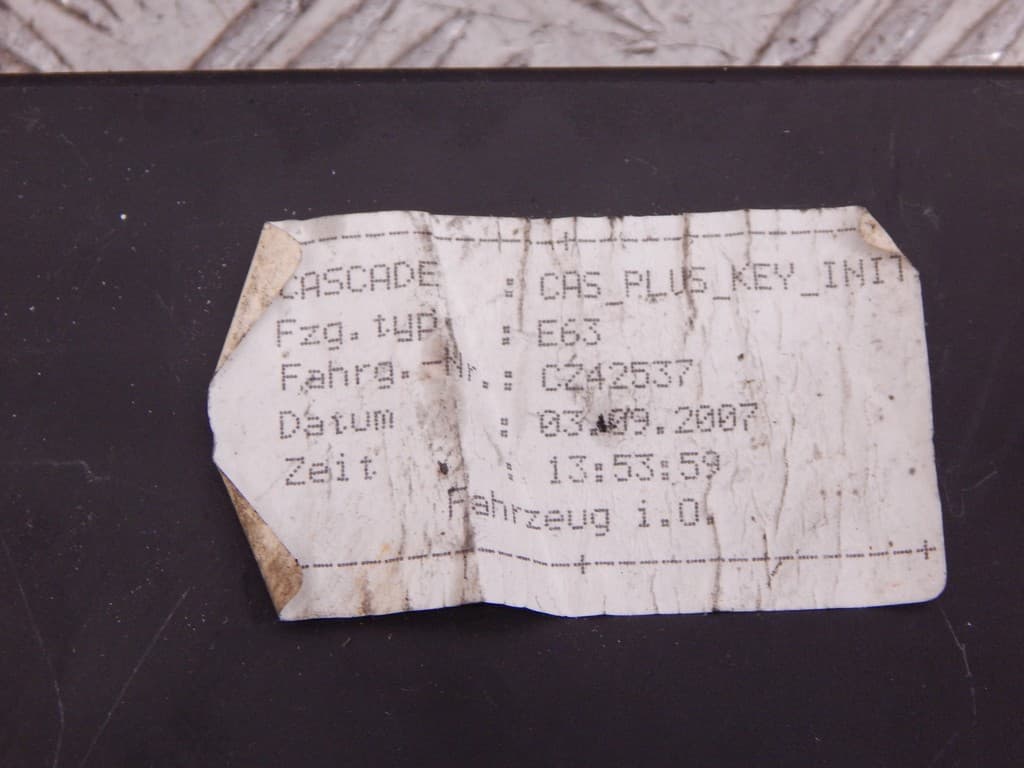 CASCADE : CAS_PLUS_KEY_INIT
Fzg.typ : E63
Fahrg.-Nr.: CZ42537
Datum : 03.09.2007
Zeit : 13:53:59
Fahrzeug i.O.